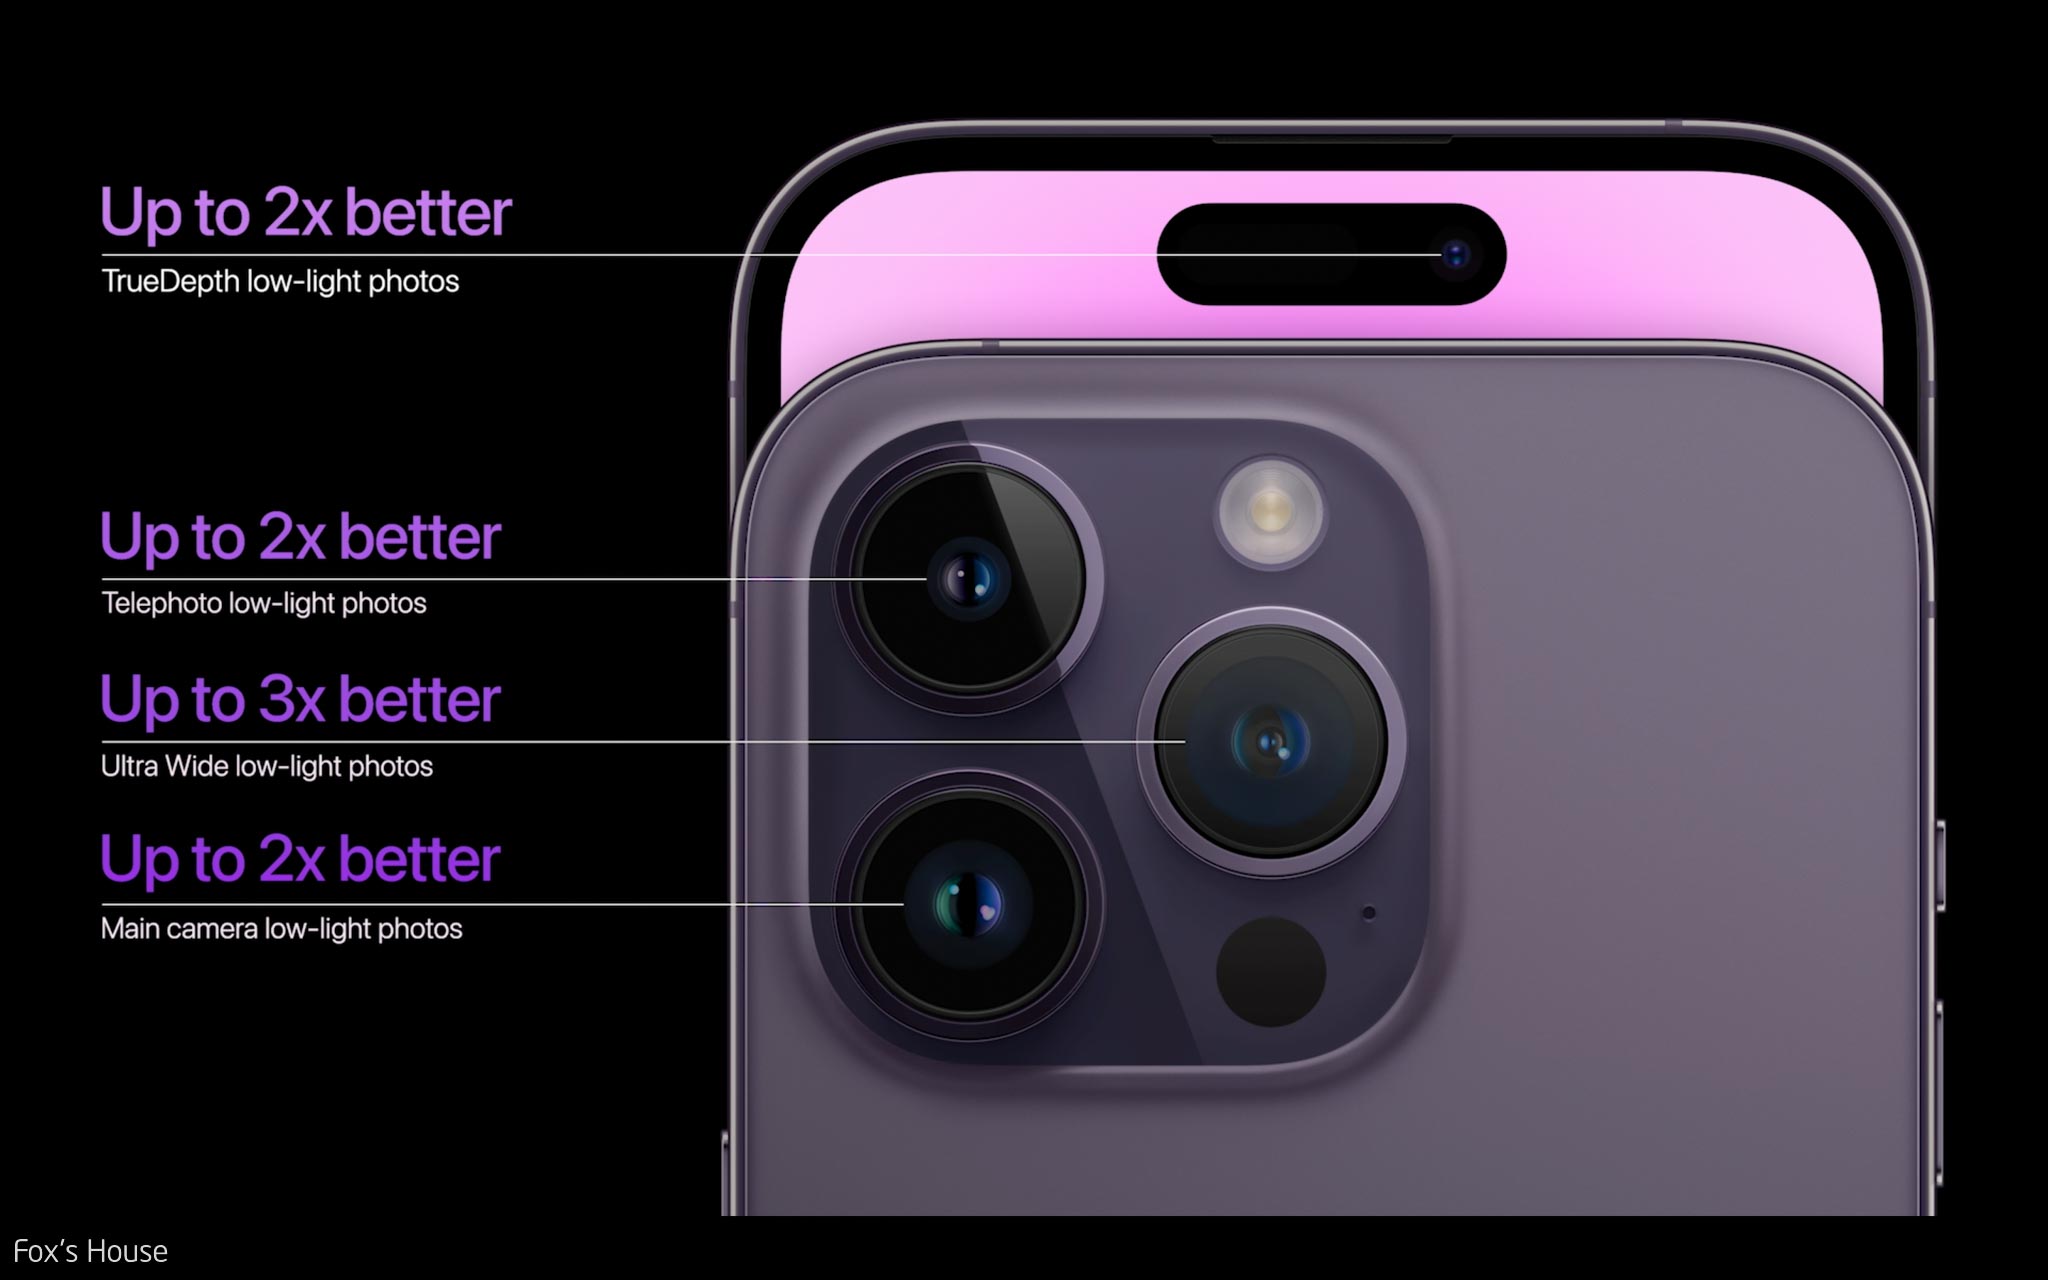 Up to 2x better
TrueDepth low-light photos
Up to 2x better
Telephoto low-light photos
Up to 3x better
Ultra Wide low-light photos
Up to 2x better
Main camera low-light photos
Fox's House